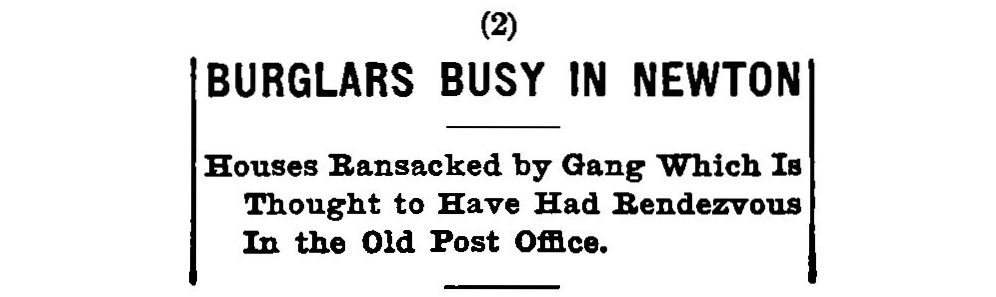 (2)
BURGLARS BUSY IN NEWTON
Houses Ransacked by Gang Which Is
Thought to Have Had Rendezvous
In the Old Post Office.